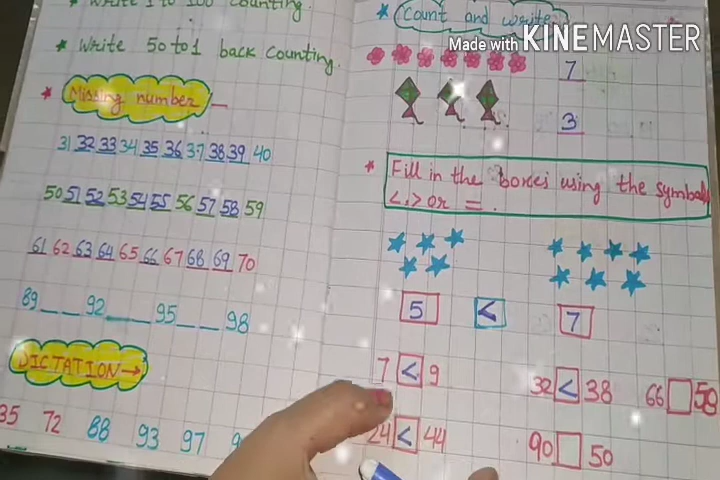 Write 1 to 100 counting.
* Write 50 to 1 back counting.
* Missing number —
31 32 33 34 35 36 37 38 39 40
50 51 52 53 54 55 56 57 58 59
61 62 63 64 65 66 67 68 69 70
89 _ _ 92 _ _ 95 _ _ 98
DICTATION →
35 72 88 93 97
* Count and write
Made with KINEMASTER
7
3
* Fill in the boxes using the symbols
<, > or = .
5 < 7
7 < 9 32 < 38 66 □ 58
24 < 44 90 □ 50